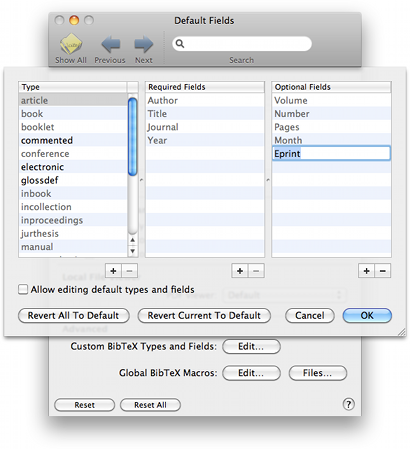 Default Fields
Show All Previous Next Search
Type Required Fields Optional Fields
article Author Volume
book Title Number
booklet Journal Pages
commented Year Month
conference Eprint
electronic
glossdef
inbook
incollection
inproceedings
jurthesis
manual
Allow editing default types and fields
Revert All To Default Revert Current To Default Cancel OK
Advanced
Custom BibTeX Types and Fields: Edit...
Global BibTeX Macros: Edit... Files...
Reset Reset All ?